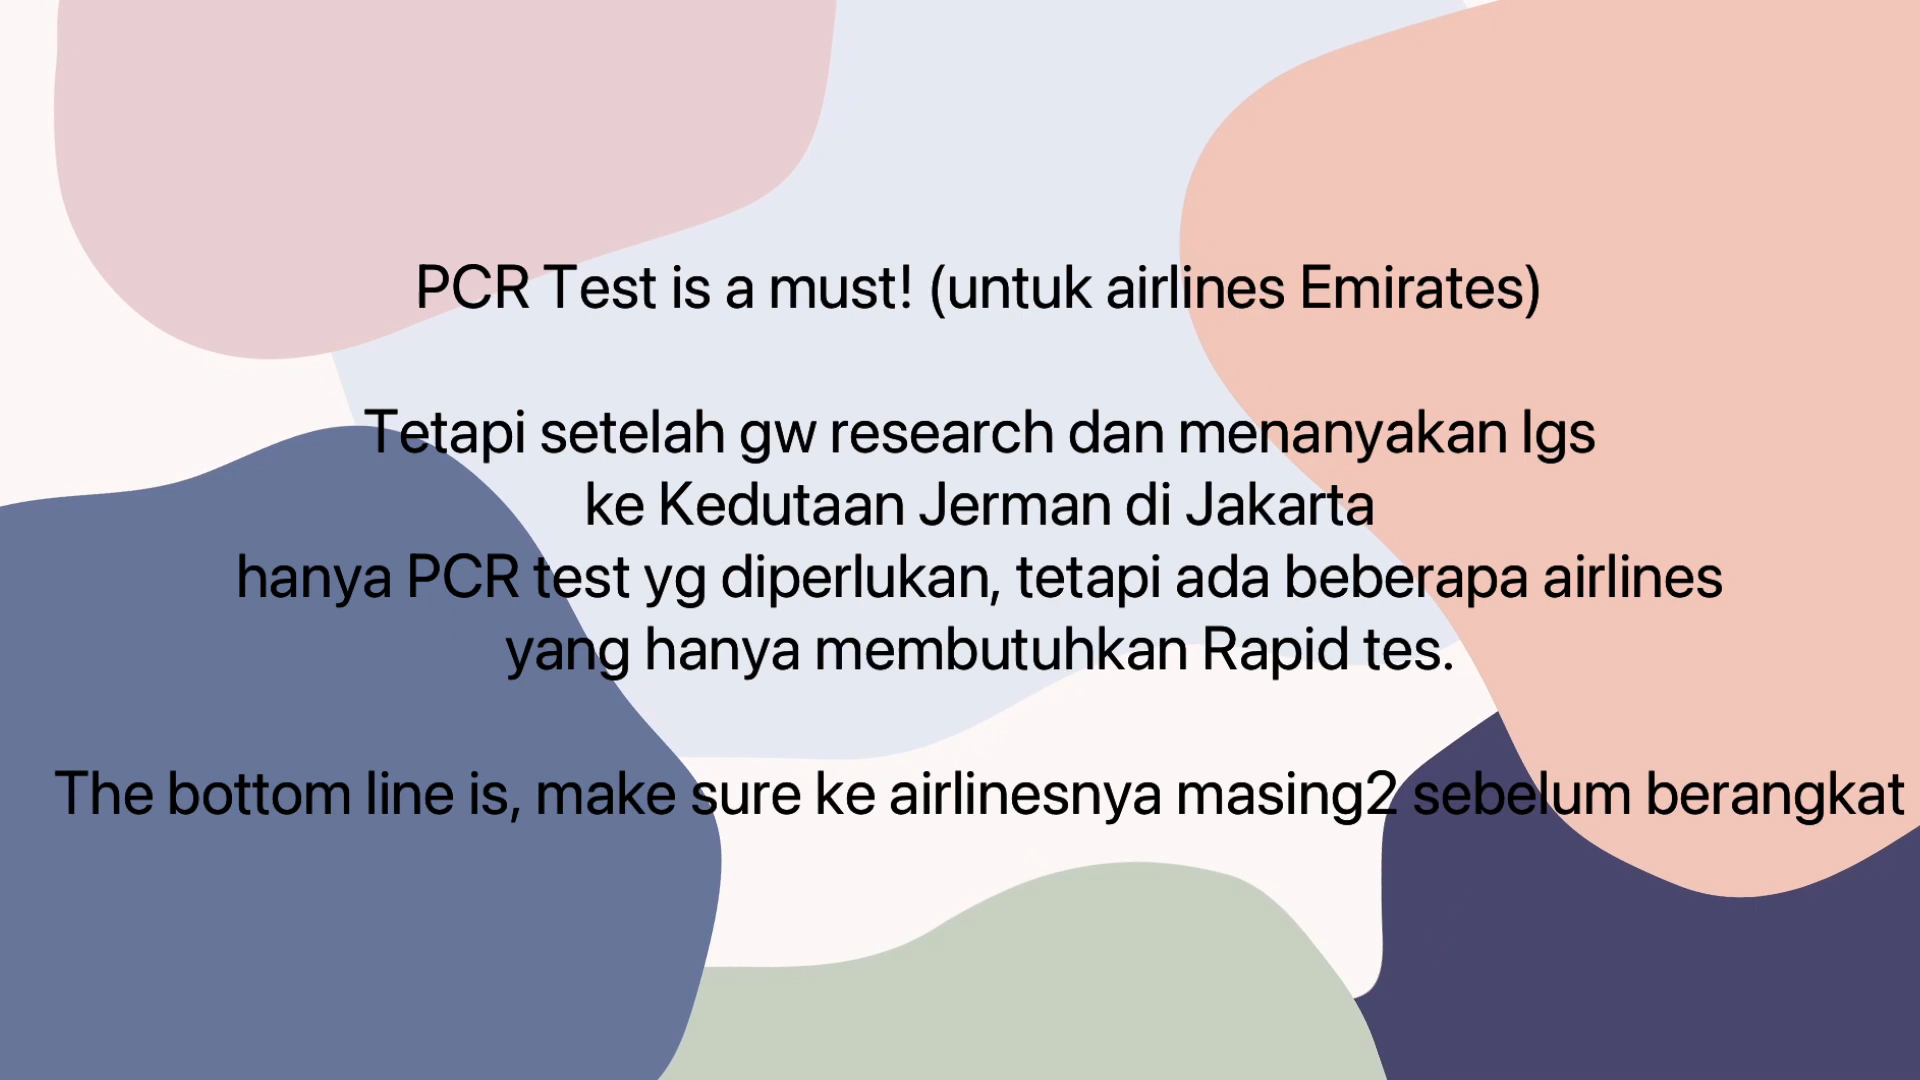 PCR Test is a must! (untuk airlines Emirates)
Tetapi setelah gw research dan menanyakan lgs
ke Kedutaan Jerman di Jakarta
hanya PCR test yg diperlukan, tetapi ada beberapa airlines
yang hanya membutuhkan Rapid tes.
The bottom line is, make sure ke airlinesnya masing2 sebelum berangkat